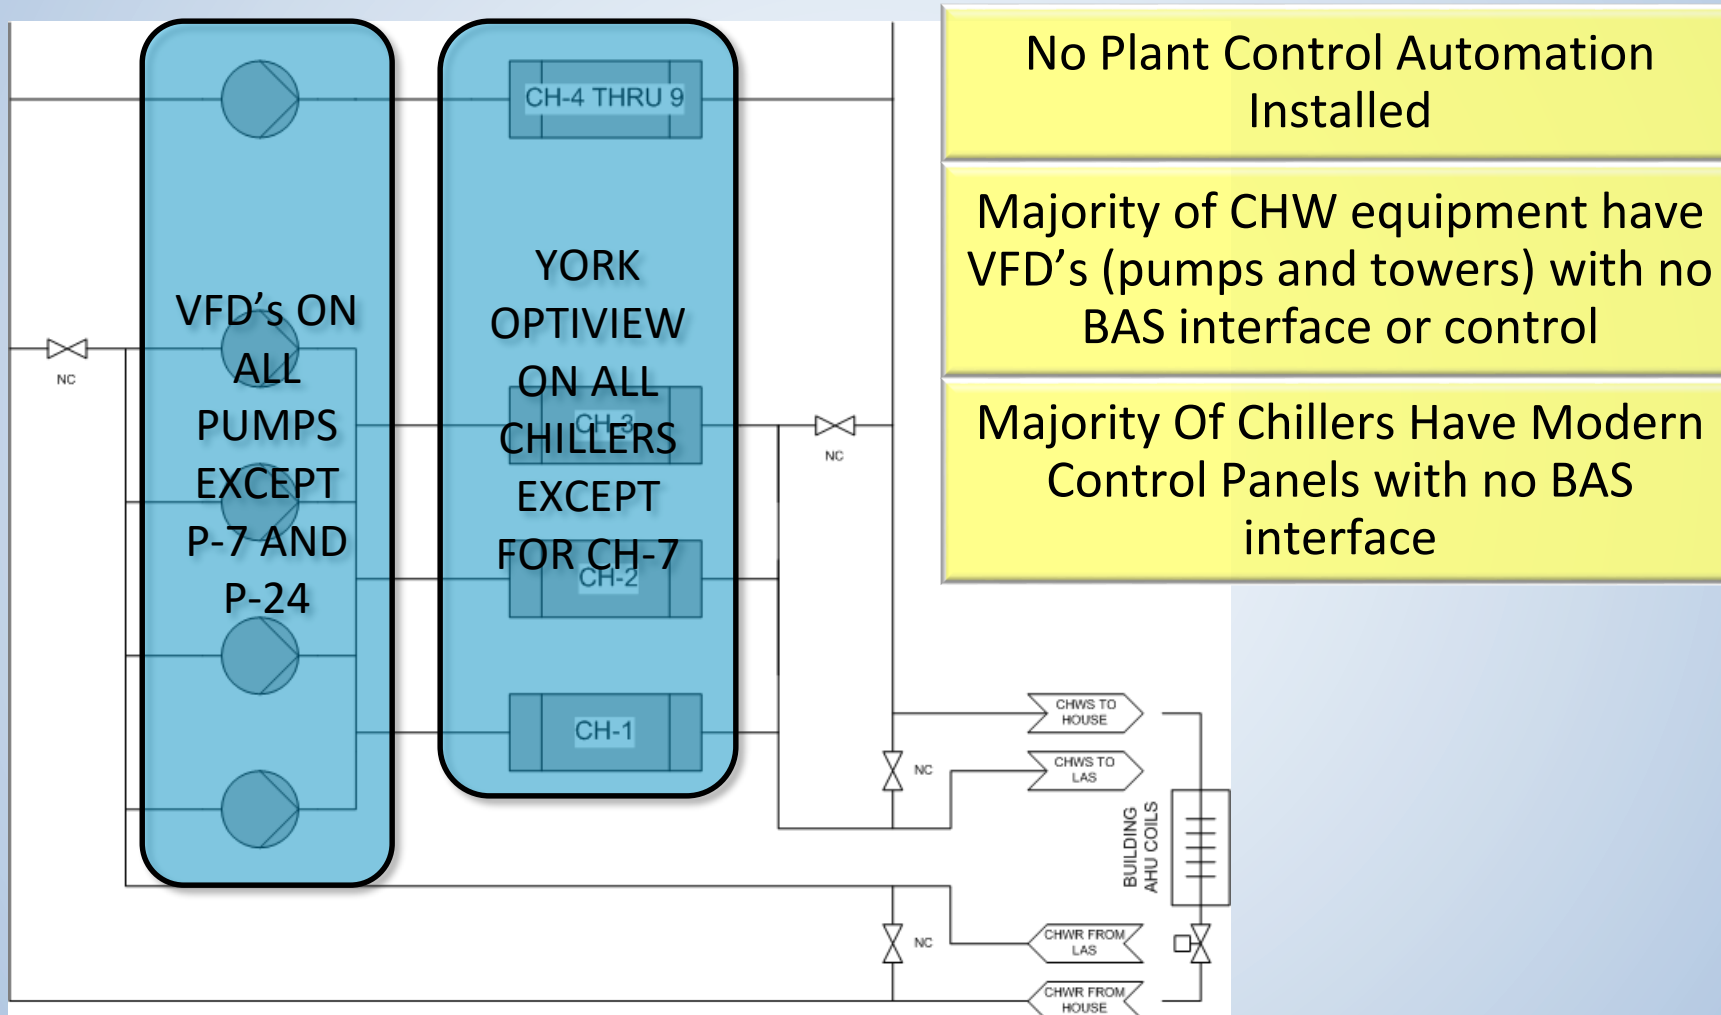 No Plant Control Automation
Installed
Majority of CHW equipment have
VFD's (pumps and towers) with no
BAS interface or control
Majority Of Chillers Have Modern
Control Panels with no BAS
interface
VFD's ON
ALL
PUMPS
EXCEPT
P-7 AND
P-24
YORK
OPTIVIEW
ON ALL
CHILLERS
EXCEPT
FOR CH-7
CH-4 THRU 9
CH-3
CH-2
CH-1
NC
NC
NC
NC
CHWS TO
HOUSE
CHWS TO
LAS
BUILDING
AHU COILS
CHWR FROM
LAS
CHWR FROM
HOUSE